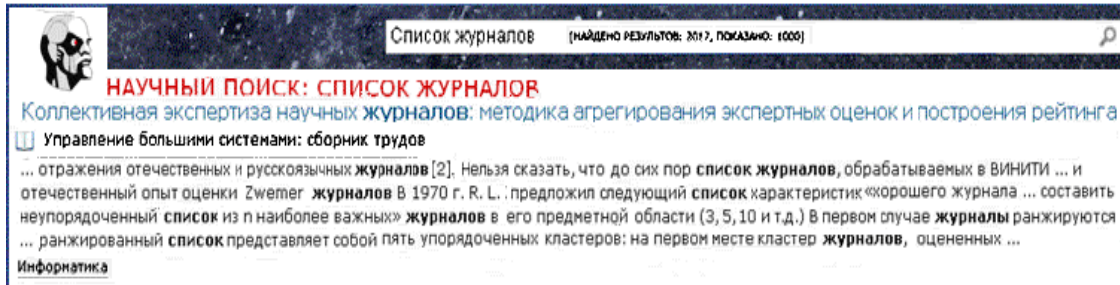 Список журналов [НАЙДЕНО РЕЗУЛЬТОВ: 2017, ПОКАЗАНО: 1000]
НАУЧНЫЙ ПОИСК: СПИСОК ЖУРНАЛОВ
Коллективная экспертиза научных журналов: методика агрегирования экспертных оценок и построения рейтинга
Управление большими системами: сборник трудов
... отражения отечественных и русскоязычных журналов [2]. Нельзя сказать, что до сих пор список журналов, обрабатываемых в ВИНИТИ ... и
отечественный опыт оценки Zwemer журналов В 1970 г. R. L. предложил следующий список характеристик «хорошего журнала ... составить
неупорядоченный список из n наиболее важных» журналов в его предметной области (3, 5, 10 и т.д.) В первом случае журналы ранжируются
... ранжированный список представляет собой пять упорядоченных кластеров: на первом месте кластер журналов, оцененных ...
Информатика